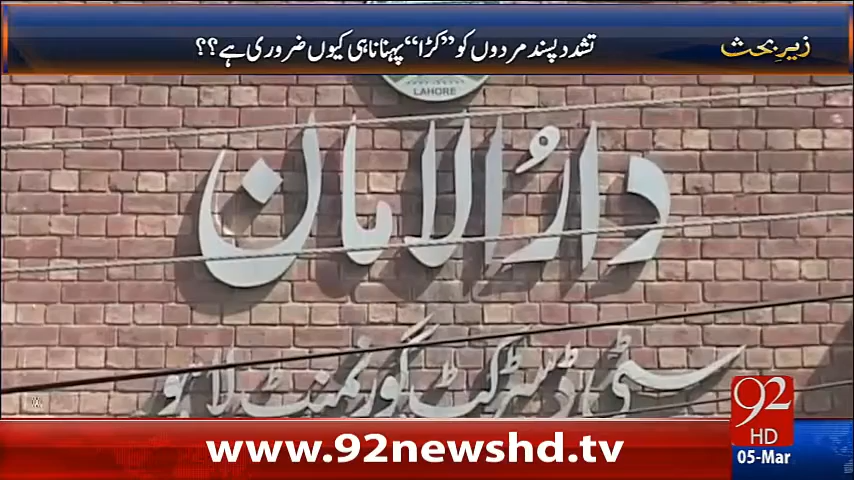 زیر بحث
تشدد پسند مردوں کو "کڑا" پہنانا ہی کیوں ضروری ہے؟؟
LAHORE
دارالامان
سٹی ڈسٹرکٹ گورنمنٹ لاہور
www.92newshd.tv
92
HD
05-Mar